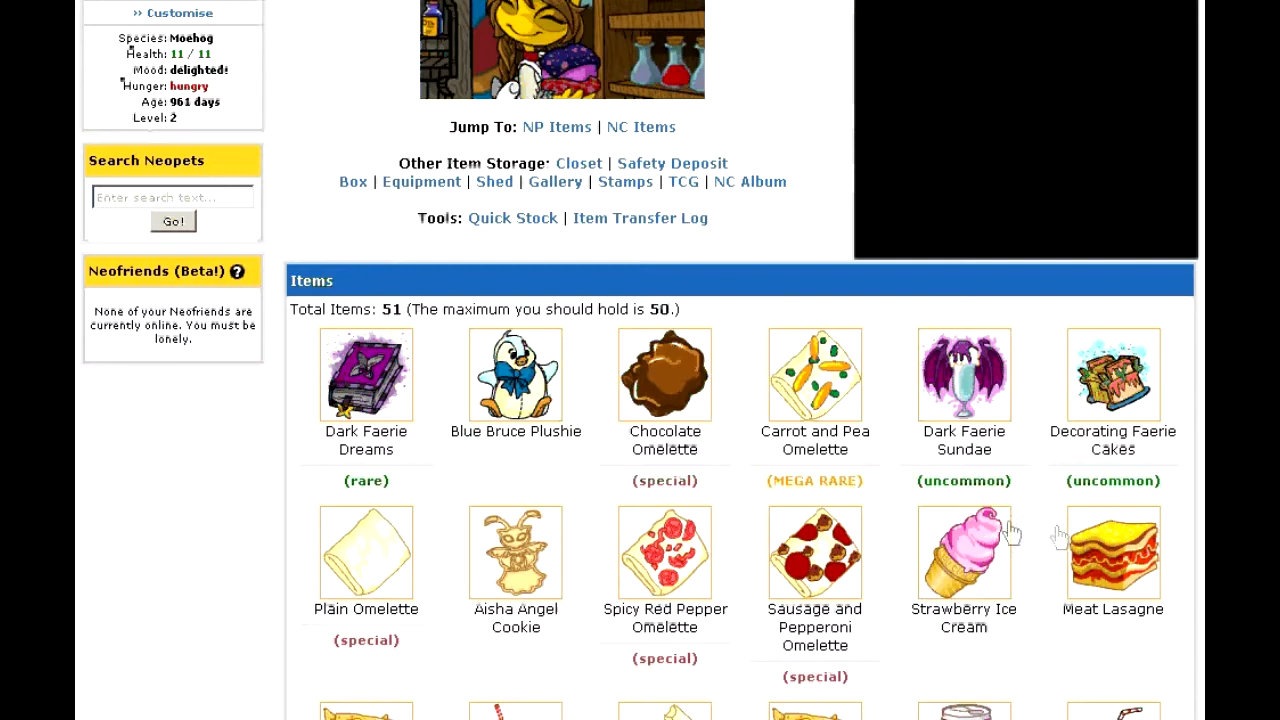 >> Customise
Species: Moehog
Health: 11 / 11
Mood: delighted!
Hunger: hungry
Age: 961 days
Level: 2
Search Neopets
Enter search text...
Go!
Neofriends (Beta!) ?
None of your Neofriends are
currently online. You must be
lonely.
Jump To: NP Items | NC Items
Other Item Storage: Closet | Safety Deposit
Box | Equipment | Shed | Gallery | Stamps | TCG | NC Album
Tools: Quick Stock | Item Transfer Log
Items
Total Items: 51 (The maximum you should hold is 50.)
Dark Faerie
Dreams
(rare)
Blue Bruce Plushie
Chocolate
Omelette
(special)
Carrot and Pea
Omelette
(MEGA RARE)
Dark Faerie
Sundae
(uncommon)
Decorating Faerie
Cakes
(uncommon)
Plain Omelette
(special)
Aisha Angel
Cookie
Spicy Red Pepper
Omelette
(special)
Sausage and
Pepperoni
Omelette
(special)
Strawberry Ice
Cream
Meat Lasagne